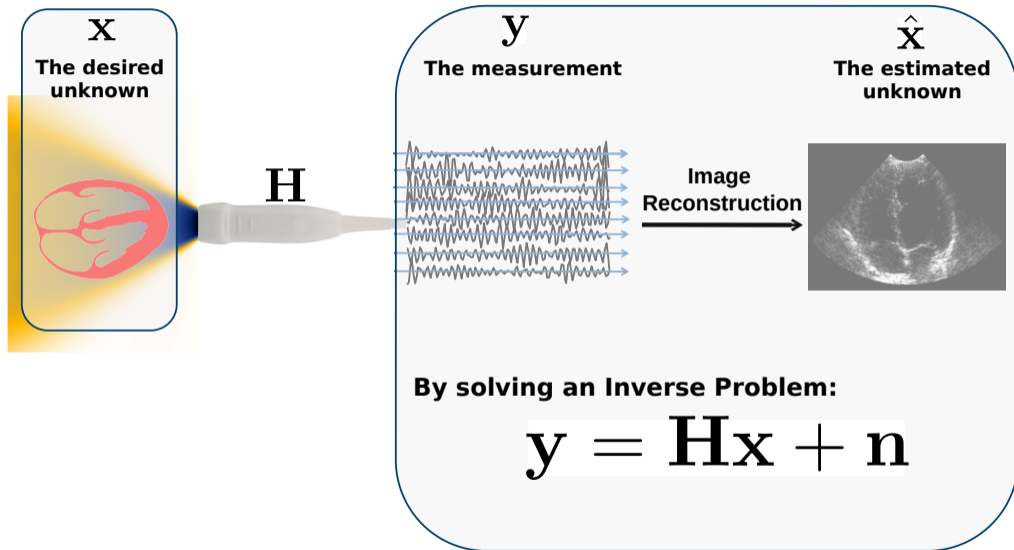 x
The desired
unknown
H
y
The measurement
x̂
The estimated
unknown
Image
Reconstruction
By solving an Inverse Problem:
y = Hx + n